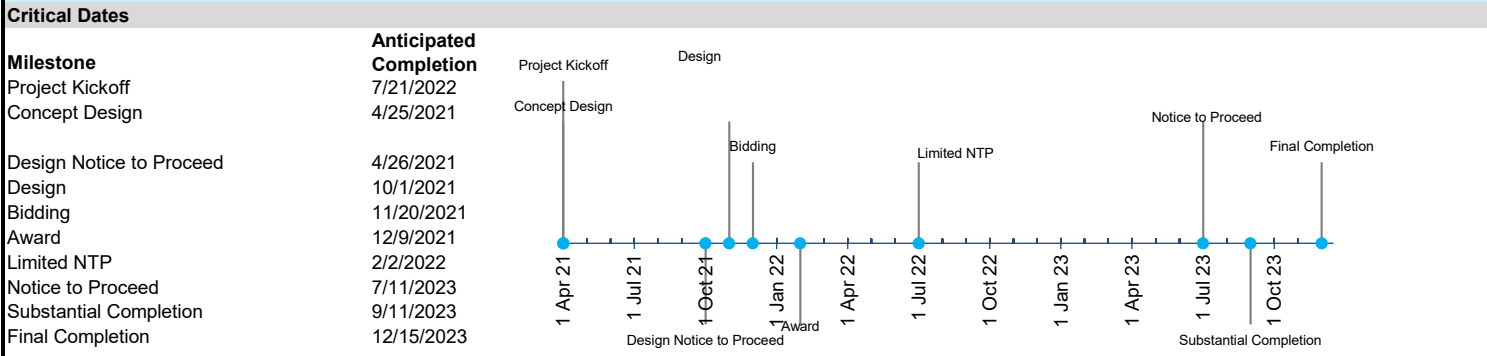 Critical Dates
Milestone Anticipated Completion
Project Kickoff 7/21/2022
Concept Design 4/25/2021
Design Notice to Proceed 4/26/2021
Design 10/1/2021
Bidding 11/20/2021
Award 12/9/2021
Limited NTP 2/2/2022
Notice to Proceed 7/11/2023
Substantial Completion 9/11/2023
Final Completion 12/15/2023
Project Kickoff
Design
Concept Design
Bidding
Limited NTP
Notice to Proceed
Final Completion
1 Apr 21
1 Jul 21
1 Oct 21
1 Jan 22
1 Apr 22
1 Jul 22
1 Oct 22
1 Jan 23
1 Apr 23
1 Jul 23
1 Oct 23
Award
Design Notice to Proceed
Substantial Completion